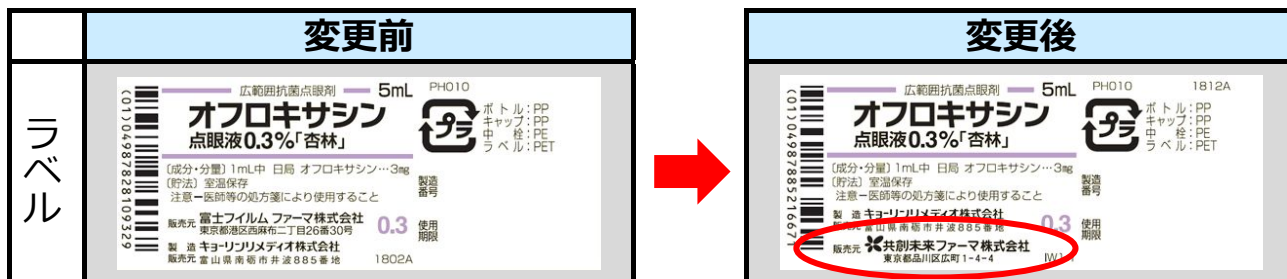 変更前
変更後
ラベル
(01)04987828109329
広範囲抗菌点眼剤 5mL
オフロキサシン
点眼液0.3%「杏林」
〔成分・分量〕1mL中 日局 オフロキサシン…3mg
〔貯法〕室温保存
注意－医師等の処方箋により使用すること
販売元 富士フイルム ファーマ株式会社
東京都港区西麻布二丁目26番30号
0.3
製 造 キョーリンリメディオ株式会社
販売元 富山県南砺市井波885番地
1802A
PH010
プラ
ボトル:PP
キャップ:PP
中 栓:PE
ラベル:PET
製造
番号
使用
期限
(01)04987885216671
広範囲抗菌点眼剤 5mL
オフロキサシン
点眼液0.3%「杏林」
〔成分・分量〕1mL中 日局 オフロキサシン…3mg
〔貯法〕室温保存
注意－医師等の処方箋により使用すること
製 造 キョーリンリメディオ株式会社
富山県南砺市井波885番地
0.3
販売元 共創未来ファーマ株式会社
東京都品川区広町1-4-4
PH010 1812A
プラ
ボトル:PP
キャップ:PP
中 栓:PE
ラベル:PET
製造
番号
使用
期限